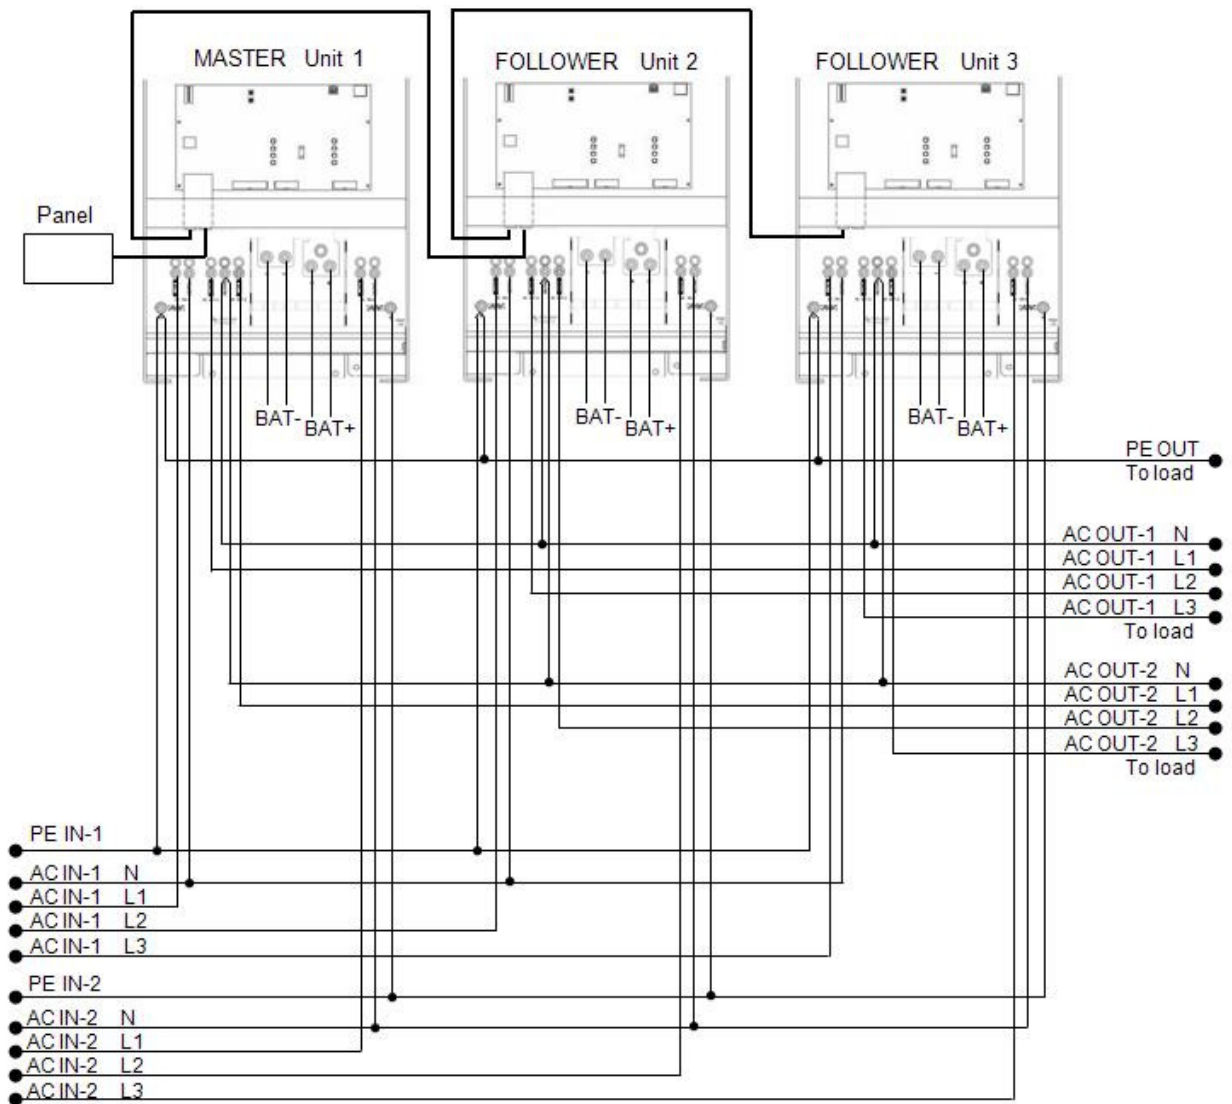 MASTER Unit 1
FOLLOWER Unit 2
FOLLOWER Unit 3
Panel
BAT-
BAT+
BAT-
BAT+
BAT-
BAT+
PE OUT
To load
AC OUT-1 N
AC OUT-1 L1
AC OUT-1 L2
AC OUT-1 L3
To load
AC OUT-2 N
AC OUT-2 L1
AC OUT-2 L2
AC OUT-2 L3
To load
PE IN-1
AC IN-1 N
AC IN-1 L1
AC IN-1 L2
AC IN-1 L3
PE IN-2
AC IN-2 N
AC IN-2 L1
AC IN-2 L2
AC IN-2 L3